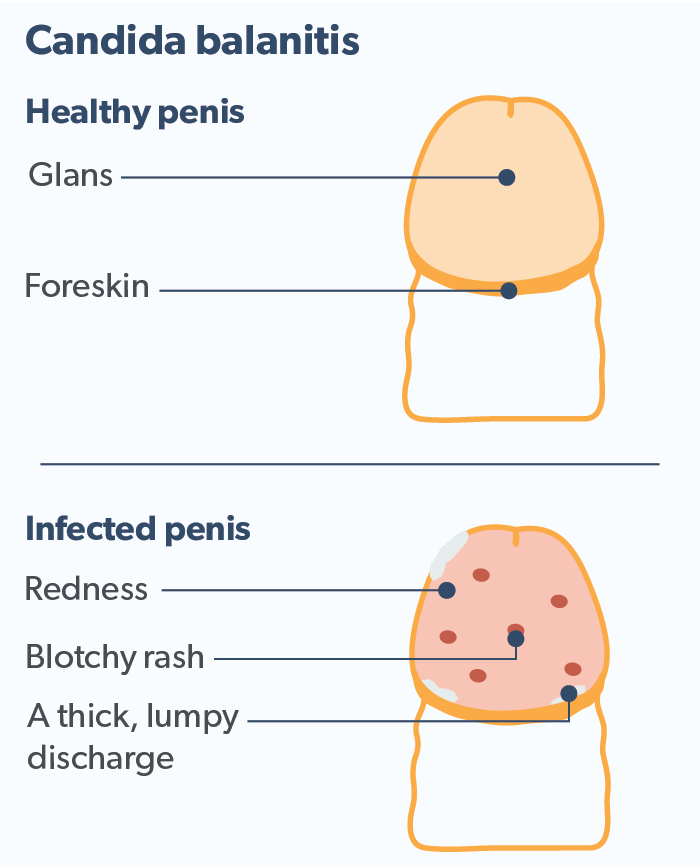 Candida balanitis
Healthy penis
Glans
Foreskin
Infected penis
Redness
Blotchy rash
A thick, lumpy
discharge